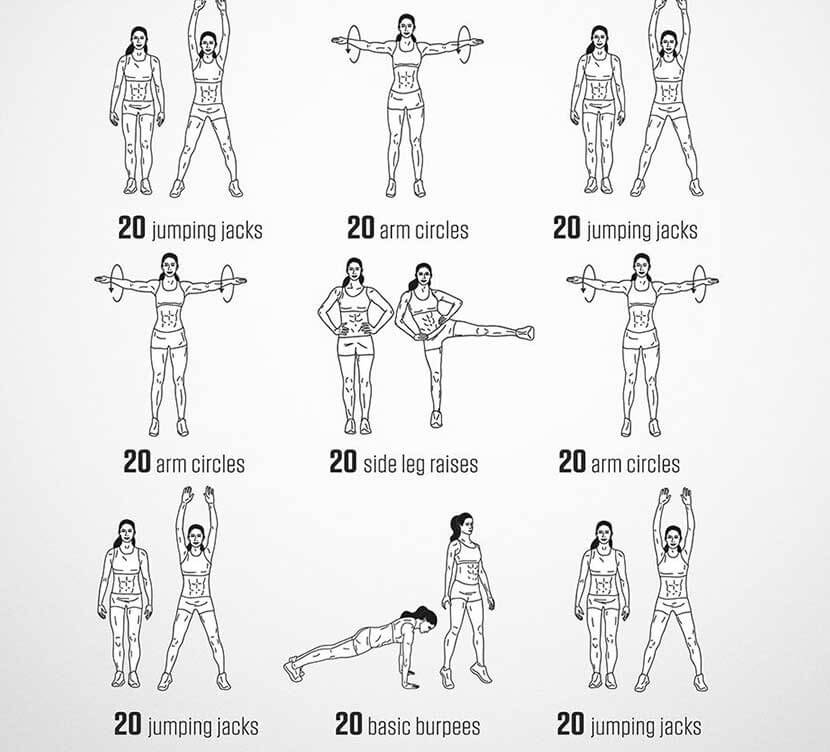 20 jumping jacks
20 arm circles
20 jumping jacks
20 arm circles
20 side leg raises
20 arm circles
20 jumping jacks
20 basic burpees
20 jumping jacks